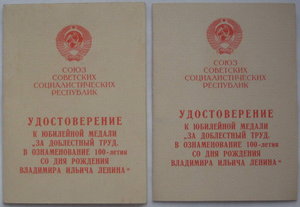 СОЮЗ
СОВЕТСКИХ
СОЦИАЛИСТИЧЕСКИХ
РЕСПУБЛИК
УДОСТОВЕРЕНИЕ
К ЮБИЛЕЙНОЙ МЕДАЛИ
„ЗА ДОБЛЕСТНЫЙ ТРУД.
В ОЗНАМЕНОВАНИЕ 100-летия
СО ДНЯ РОЖДЕНИЯ
ВЛАДИМИРА ИЛЬИЧА ЛЕНИНА“
СОЮЗ
СОВЕТСКИХ
СОЦИАЛИСТИЧЕСКИХ
РЕСПУБЛИК
УДОСТОВЕРЕНИЕ
К ЮБИЛЕЙНОЙ МЕДАЛИ
„ЗА ДОБЛЕСТНЫЙ ТРУД.
В ОЗНАМЕНОВАНИЕ 100-летия
СО ДНЯ РОЖДЕНИЯ
ВЛАДИМИРА ИЛЬИЧА ЛЕНИНА“